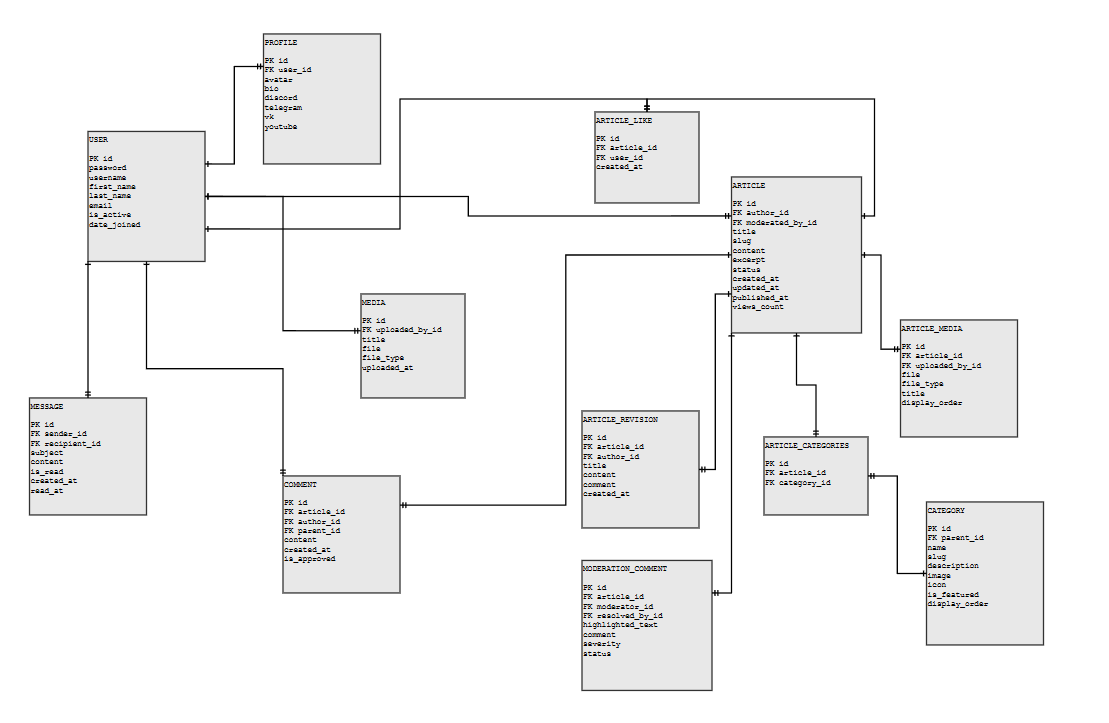 PROFILE
PK id
FK user_id
avatar
bio
discord
telegram
vk
youtube
USER
PK id
password
username
first_name
last_name
email
is_active
date_joined
ARTICLE_LIKE
PK id
FK article_id
FK user_id
created_at
ARTICLE
PK id
FK author_id
FK moderated_by_id
title
slug
content
excerpt
status
created_at
updated_at
published_at
views_count
MEDIA
PK id
FK uploaded_by_id
title
file
file_type
uploaded_at
ARTICLE_MEDIA
PK id
FK article_id
FK uploaded_by_id
file
file_type
title
display_order
MESSAGE
PK id
FK sender_id
FK recipient_id
subject
content
is_read
created_at
read_at
ARTICLE_REVISION
PK id
FK article_id
FK author_id
title
content
comment
created_at
ARTICLE_CATEGORIES
PK id
FK article_id
FK category_id
COMMENT
PK id
FK article_id
FK author_id
FK parent_id
content
created_at
is_approved
CATEGORY
PK id
FK parent_id
name
slug
description
image
icon
is_featured
display_order
MODERATION_COMMENT
PK id
FK article_id
FK moderator_id
FK resolved_by_id
highlighted_text
comment
severity
status